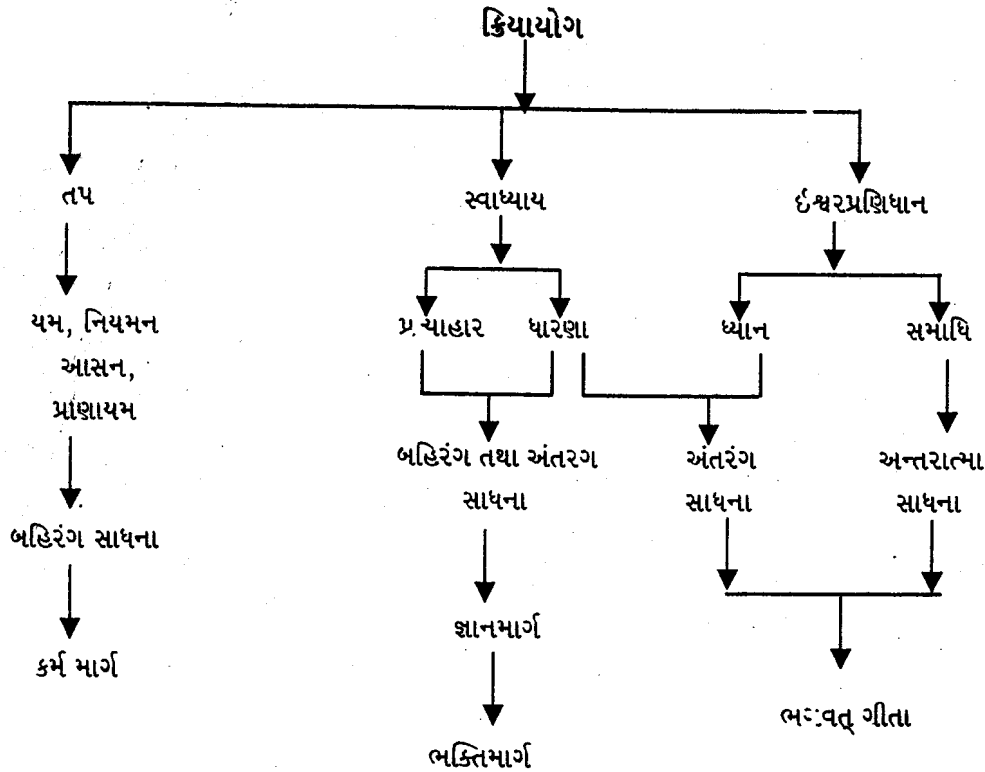 ક્રિયાયોગ
તપ
સ્વાધ્યાય
ઈશ્વરપ્રણિધાન
યમ, નિયમન
આસન,
પ્રાણાયમ
ધારણા
ધ્યાન
સમાધિ
બહિરંગ તથા અંતરગ
સાધના
અંતરંગ
સાધના
અન્તરાત્મા
સાધના
બહિરંગ સાધના
જ્ઞાનમાર્ગ
કર્મ માર્ગ
ગીતા
ભક્તિમાર્ગ